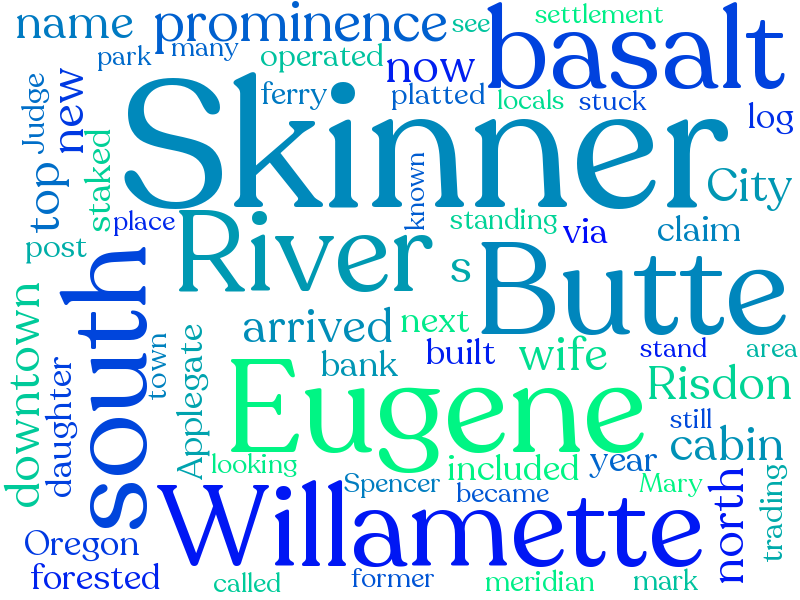 name
prominence
see
settlement
park
many
operated
now
basalt
ferry
platted
locals
stuck
log
Judge
new
Skinner
staked
top
known
City
place
River
standing
via
claim
post
s
Butte
south
downtown
arrived
next
built
wife
stand
area
town
Applegate
bank
Eugene
Risdon
daughter
still
cabin
looking
included
year
Spencer
became
Mary
north
trading
Willamette
Oregon
forested
called
former
meridian
mark